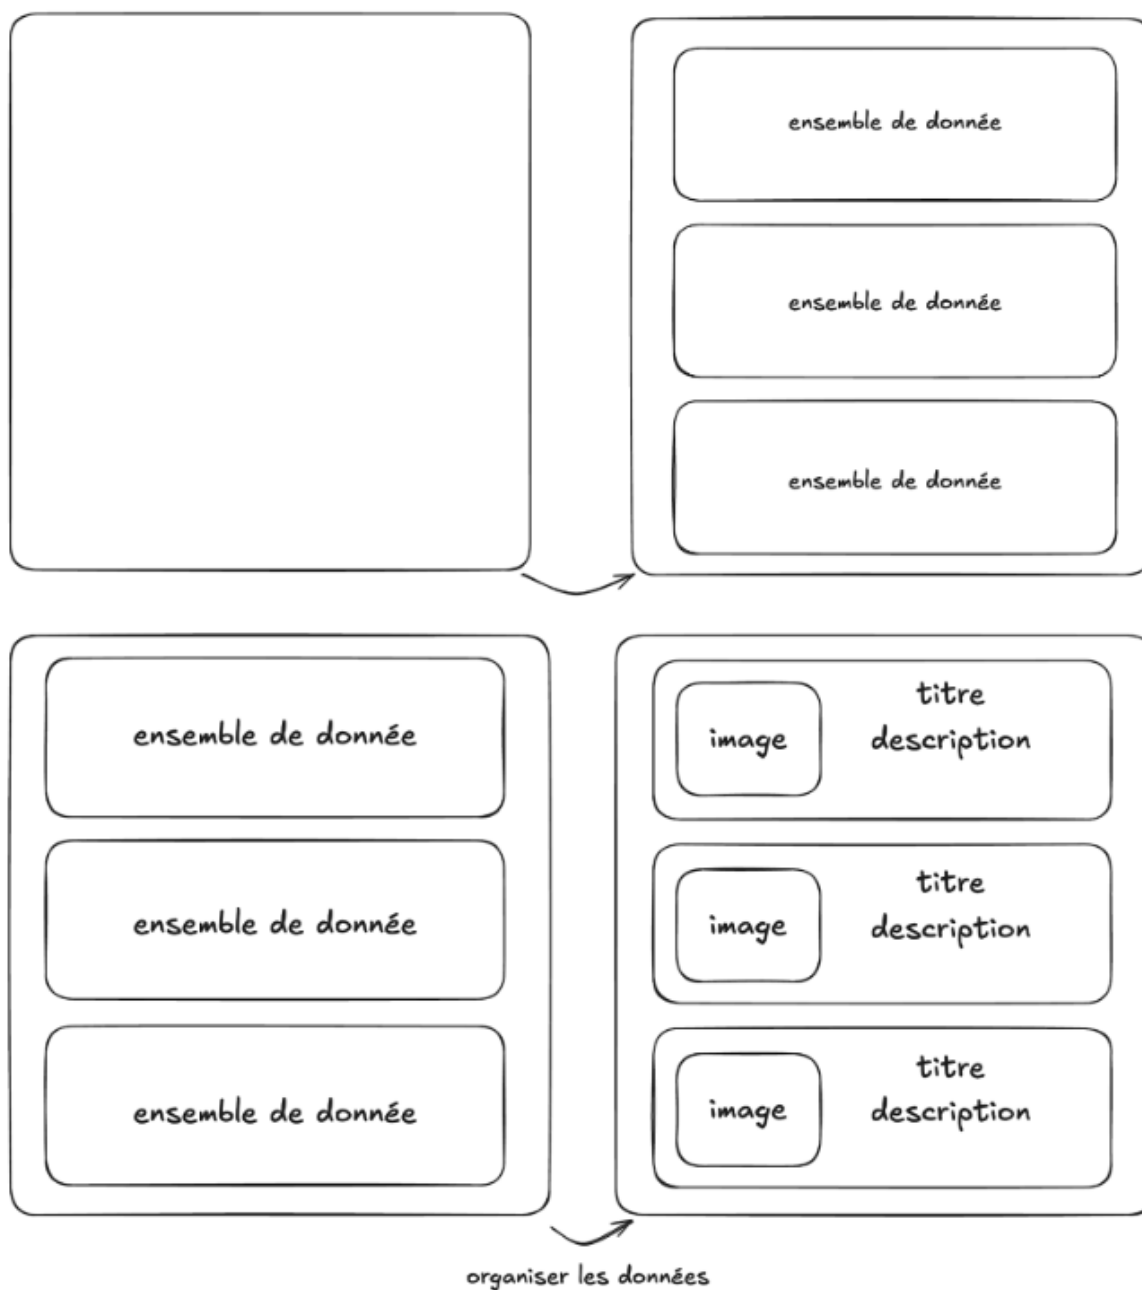 ensemble de donnée
ensemble de donnée
ensemble de donnée
ensemble de donnée
ensemble de donnée
ensemble de donnée
image
titre
description
image
titre
description
image
titre
description
organiser les données